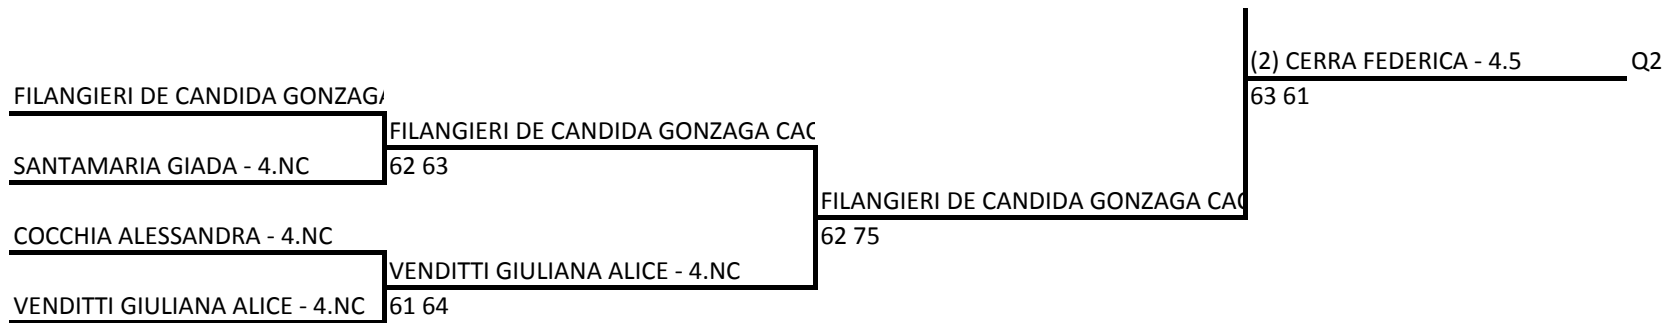 (2) CERRA FEDERICA - 4.5 Q2
FILANGIERI DE CANDIDA GONZAGA
63 61
FILANGIERI DE CANDIDA GONZAGA CAC
SANTAMARIA GIADA - 4.NC
62 63
FILANGIERI DE CANDIDA GONZAGA CAC
COCCHIA ALESSANDRA - 4.NC
62 75
VENDITTI GIULIANA ALICE - 4.NC
VENDITTI GIULIANA ALICE - 4.NC
61 64